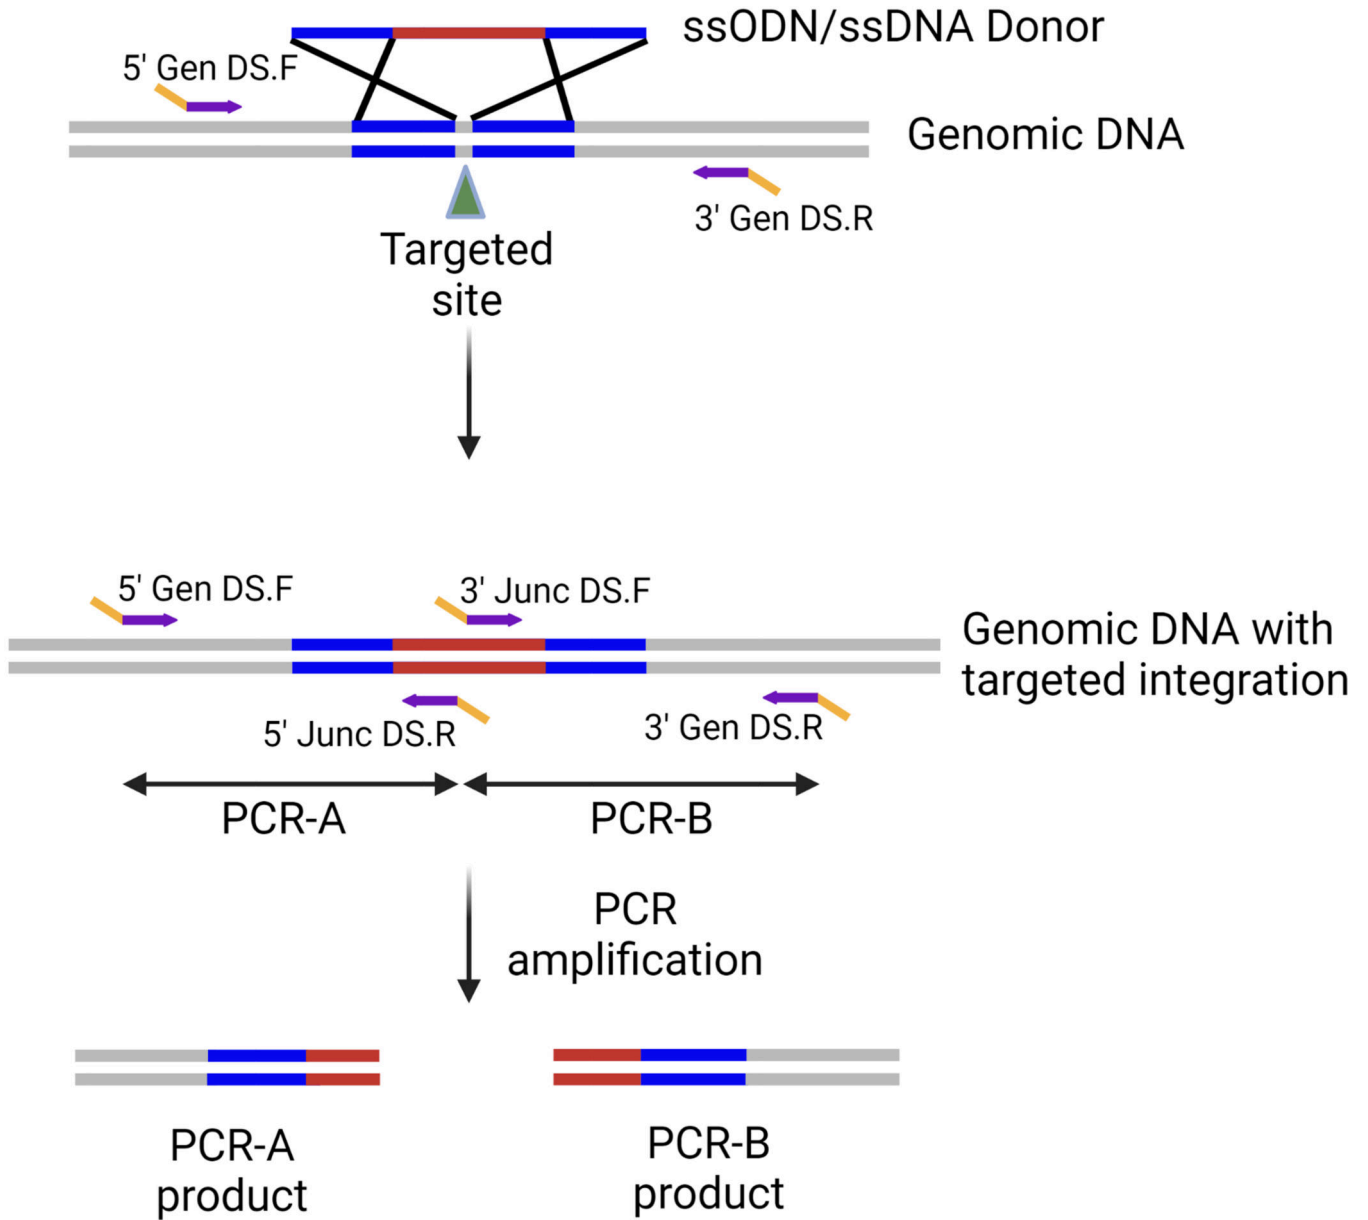 ssODN/ssDNA Donor
5' Gen DS.F
Genomic DNA
3' Gen DS.R
Targeted
site
5' Gen DS.F
3' Junc DS.F
Genomic DNA with
targeted integration
5' Junc DS.R
3' Gen DS.R
PCR-A
PCR-B
PCR
amplification
PCR-A
product
PCR-B
product